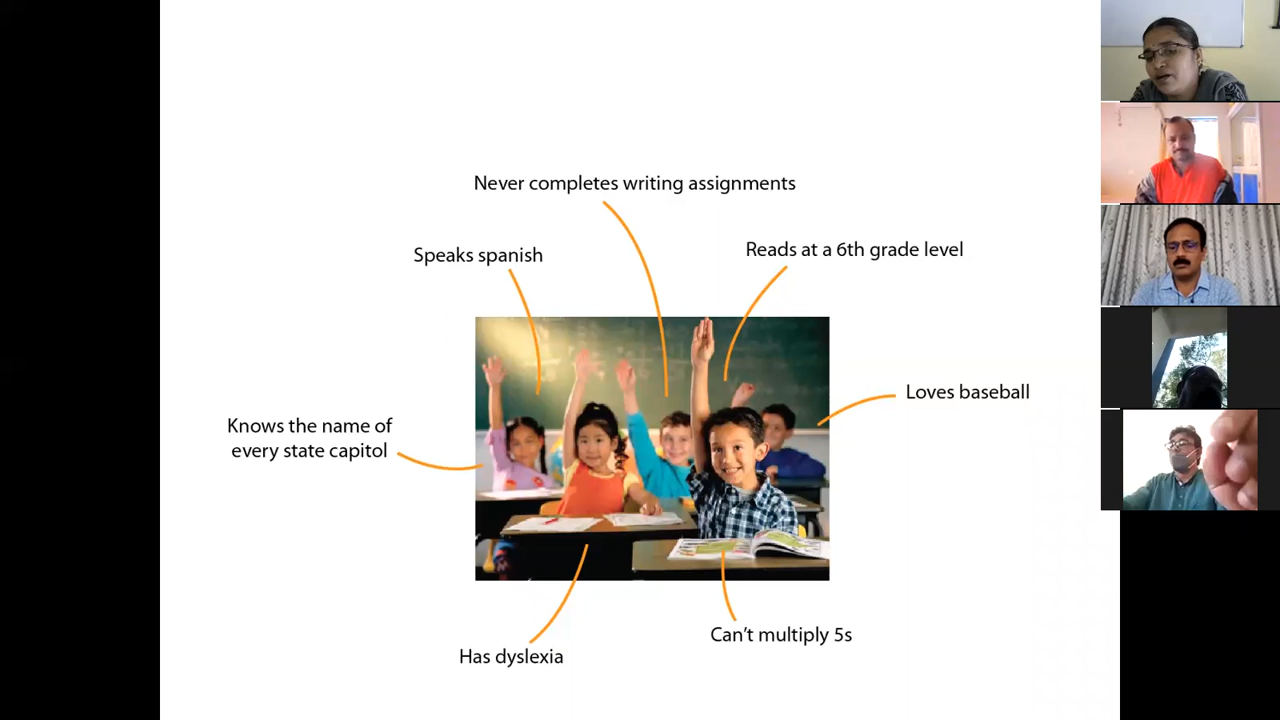 Never completes writing assignments
Speaks spanish
Reads at a 6th grade level
Loves baseball
Knows the name of
every state capitol
Can't multiply 5s
Has dyslexia